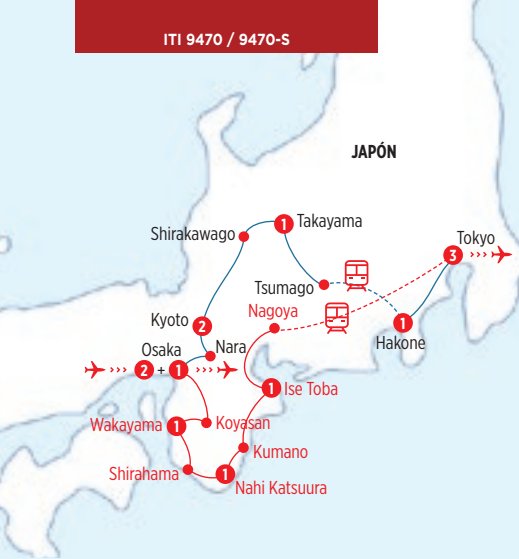 ITI 9470 / 9470-S
JAPÓN
1 Takayama
Shirakawago
Tokyo
3
Tsumago
Nagoya
Kyoto 2
1
Hakone
Osaka
Nara
2 + 1
1 Ise Toba
Wakayama 1
Koyasan
Kumano
Shirahama
1
Nahi Katsuura